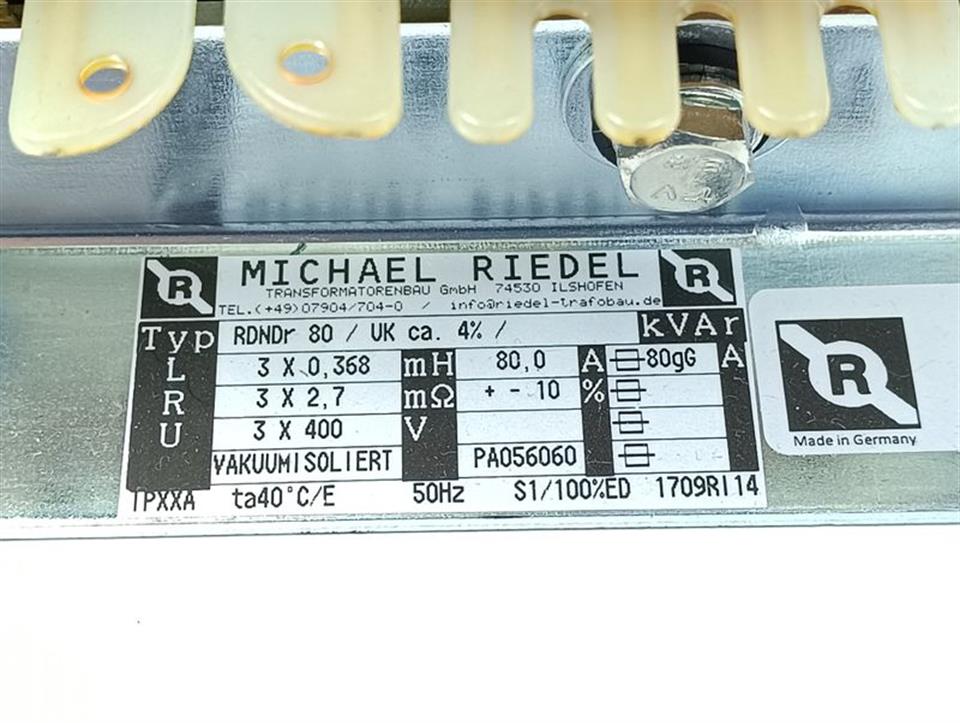 R MICHAEL RIEDEL R
TRANSFORMATORENBAU GmbH 74530 ILSHOFEN
TEL.(+49)07904/704-0 / info@riedel-trafobau.de
Typ RDNDr 80 / UK ca. 4% / kVAr
L 3 X 0,368 mH 80,0 A 80gG A
R 3 X 2,7 mΩ + - 10 %
U 3 X 400 V
VAKUUMISOLIERT PA056060
IPXXA ta40°C/E 50Hz S1/100%ED 1709RI14
R
Made in Germany